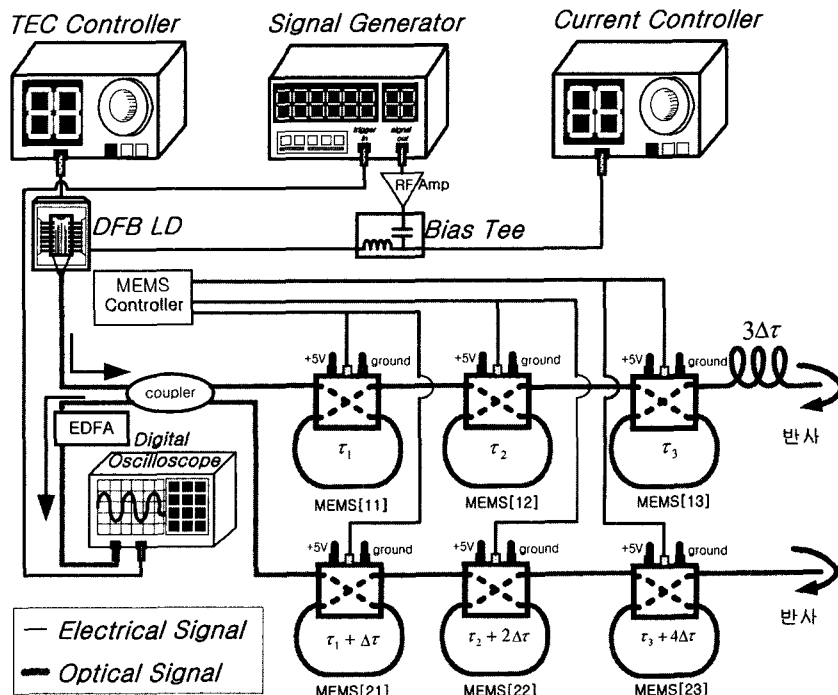 TEC Controller
Signal Generator
Current Controller
trigger in
signal out
RF Amp
DFB LD
Bias Tee
MEMS Controller
3Δτ
+5V ground
+5V ground
+5V ground
coupler
반사
EDFA
Digital Oscilloscope
τ₁
τ₂
τ₃
MEMS[11]
MEMS[12]
MEMS[13]
+5V ground
+5V ground
+5V ground
반사
τ₁ + Δτ
τ₂ + 2Δτ
τ₃ + 4Δτ
Electrical Signal
Optical Signal
MEMS[21]
MEMS[22]
MEMS[23]